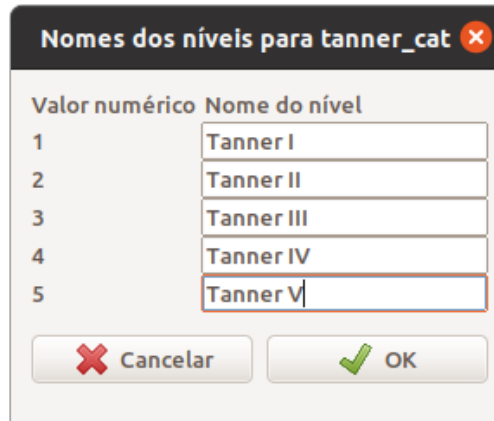 Nomes dos níveis para tanner_cat
Valor numérico Nome do nível
1 Tanner I
2 Tanner II
3 Tanner III
4 Tanner IV
5 Tanner V
Cancelar OK